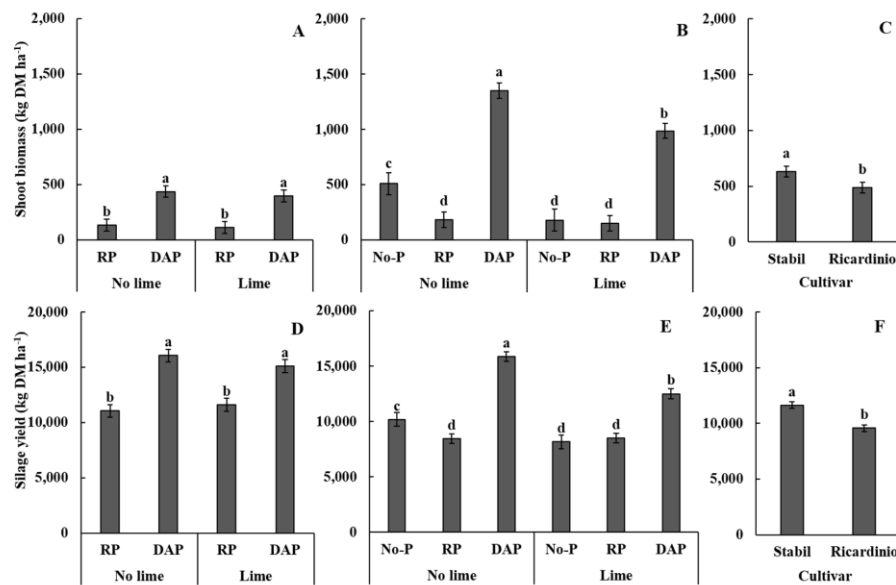 2,000
1,500
1,000
500
0
Shoot biomass (kg DM ha⁻¹)
A
b
a
b
a
RP DAP RP DAP
No lime Lime
2,000
1,500
1,000
500
0
B
c
d
a
d
d
b
No-P RP DAP No-P RP DAP
No lime Lime
2,000
1,500
1,000
500
0
C
a
b
Stabil Ricardinio
Cultivar
20,000
15,000
10,000
5,000
0
Silage yield (kg DM ha⁻¹)
D
b
a
b
a
RP DAP RP DAP
No lime Lime
20,000
15,000
10,000
5,000
0
E
c
d
a
d
d
b
No-P RP DAP No-P RP DAP
No lime Lime
20,000
15,000
10,000
5,000
0
F
a
b
Stabil Ricardinio
Cultivar